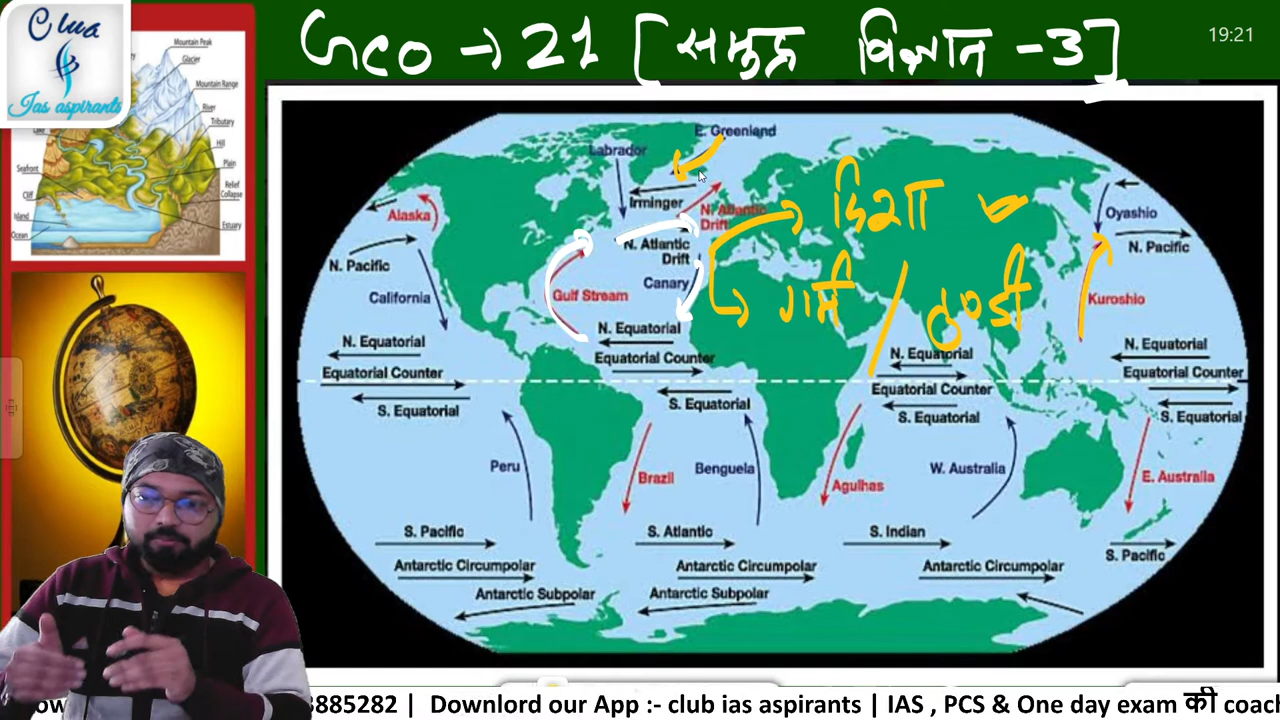 Clua
Ias aspirants
Geo → 21 [समुद्र विज्ञान -3]
19:21
Mountain Peak
Glacier
Mountain Range
River
Tributary
Hill
Plain
Relief
Collapse
Estuary
Lake
Seafront
Cliff
Island
Ocean
E. Greenland
Labrador
Irminger
Alaska
N. Atlantic
Drift
दिशा
Oyashio
N. Pacific
N. Pacific
N. Atlantic
Drift
California
Gulf Stream
Canary
गर्म / ठण्डी
Kuroshio
N. Equatorial
N. Equatorial
N. Equatorial
N. Equatorial
Equatorial Counter
Equatorial Counter
Equatorial Counter
Equatorial Counter
S. Equatorial
S. Equatorial
S. Equatorial
S. Equatorial
Peru
Brazil
Benguela
Agulhas
W. Australia
E. Australia
S. Pacific
S. Atlantic
S. Indian
S. Pacific
Antarctic Circumpolar
Antarctic Circumpolar
Antarctic Circumpolar
Antarctic Subpolar
Antarctic Subpolar
3885282 | Downlord our App :- club ias aspirants | IAS , PCS & One day exam की coacl